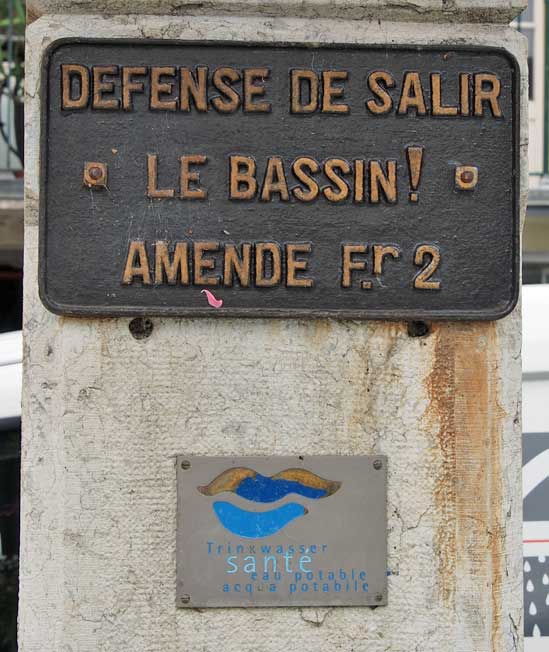 DEFENSE DE SALIR
LE BASSIN!
AMENDE Fr 2
Trinkwasser
santé
eau potable
acqua potabile